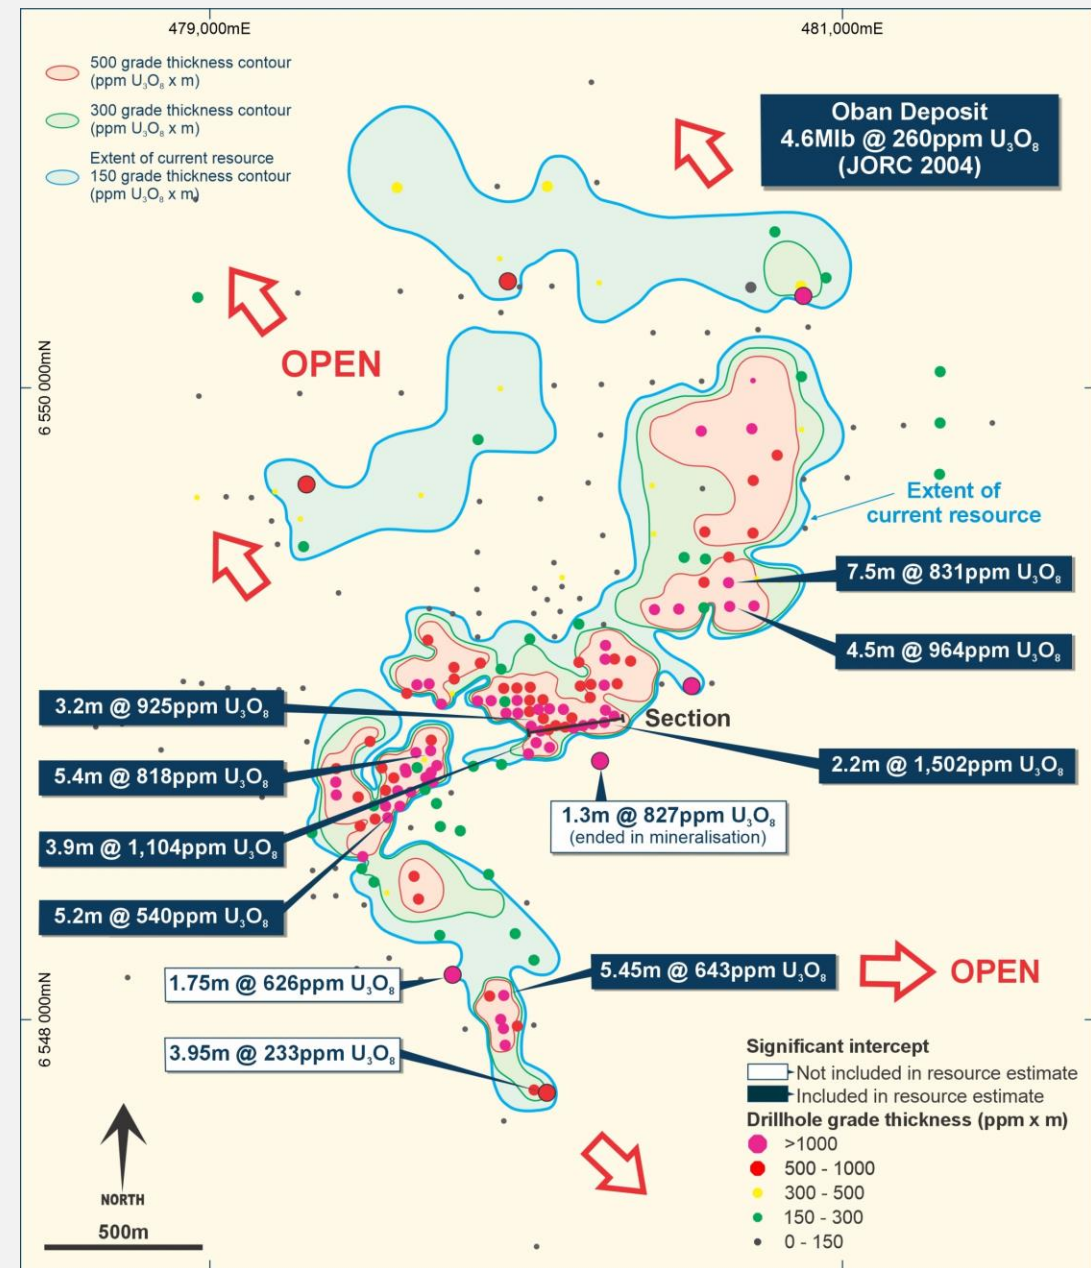 479,000mE
481,000mE
500 grade thickness contour
(ppm U₃O₈ x m)
300 grade thickness contour
(ppm U₃O₈ x m)
Extent of current resource
150 grade thickness contour
(ppm U₃O₈ x m)
Oban Deposit
4.6Mlb @ 260ppm U₃O₈
(JORC 2004)
OPEN
6 550 000mN
Extent of
current resource
7.5m @ 831ppm U₃O₈
4.5m @ 964ppm U₃O₈
3.2m @ 925ppm U₃O₈
Section
2.2m @ 1,502ppm U₃O₈
5.4m @ 818ppm U₃O₈
1.3m @ 827ppm U₃O₈
(ended in mineralisation)
3.9m @ 1,104ppm U₃O₈
5.2m @ 540ppm U₃O₈
5.45m @ 643ppm U₃O₈
OPEN
1.75m @ 626ppm U₃O₈
6 548 000mN
3.95m @ 233ppm U₃O₈
Significant intercept
Not included in resource estimate
Included in resource estimate
Drillhole grade thickness (ppm x m)
>1000
500 - 1000
300 - 500
150 - 300
0 - 150
NORTH
500m